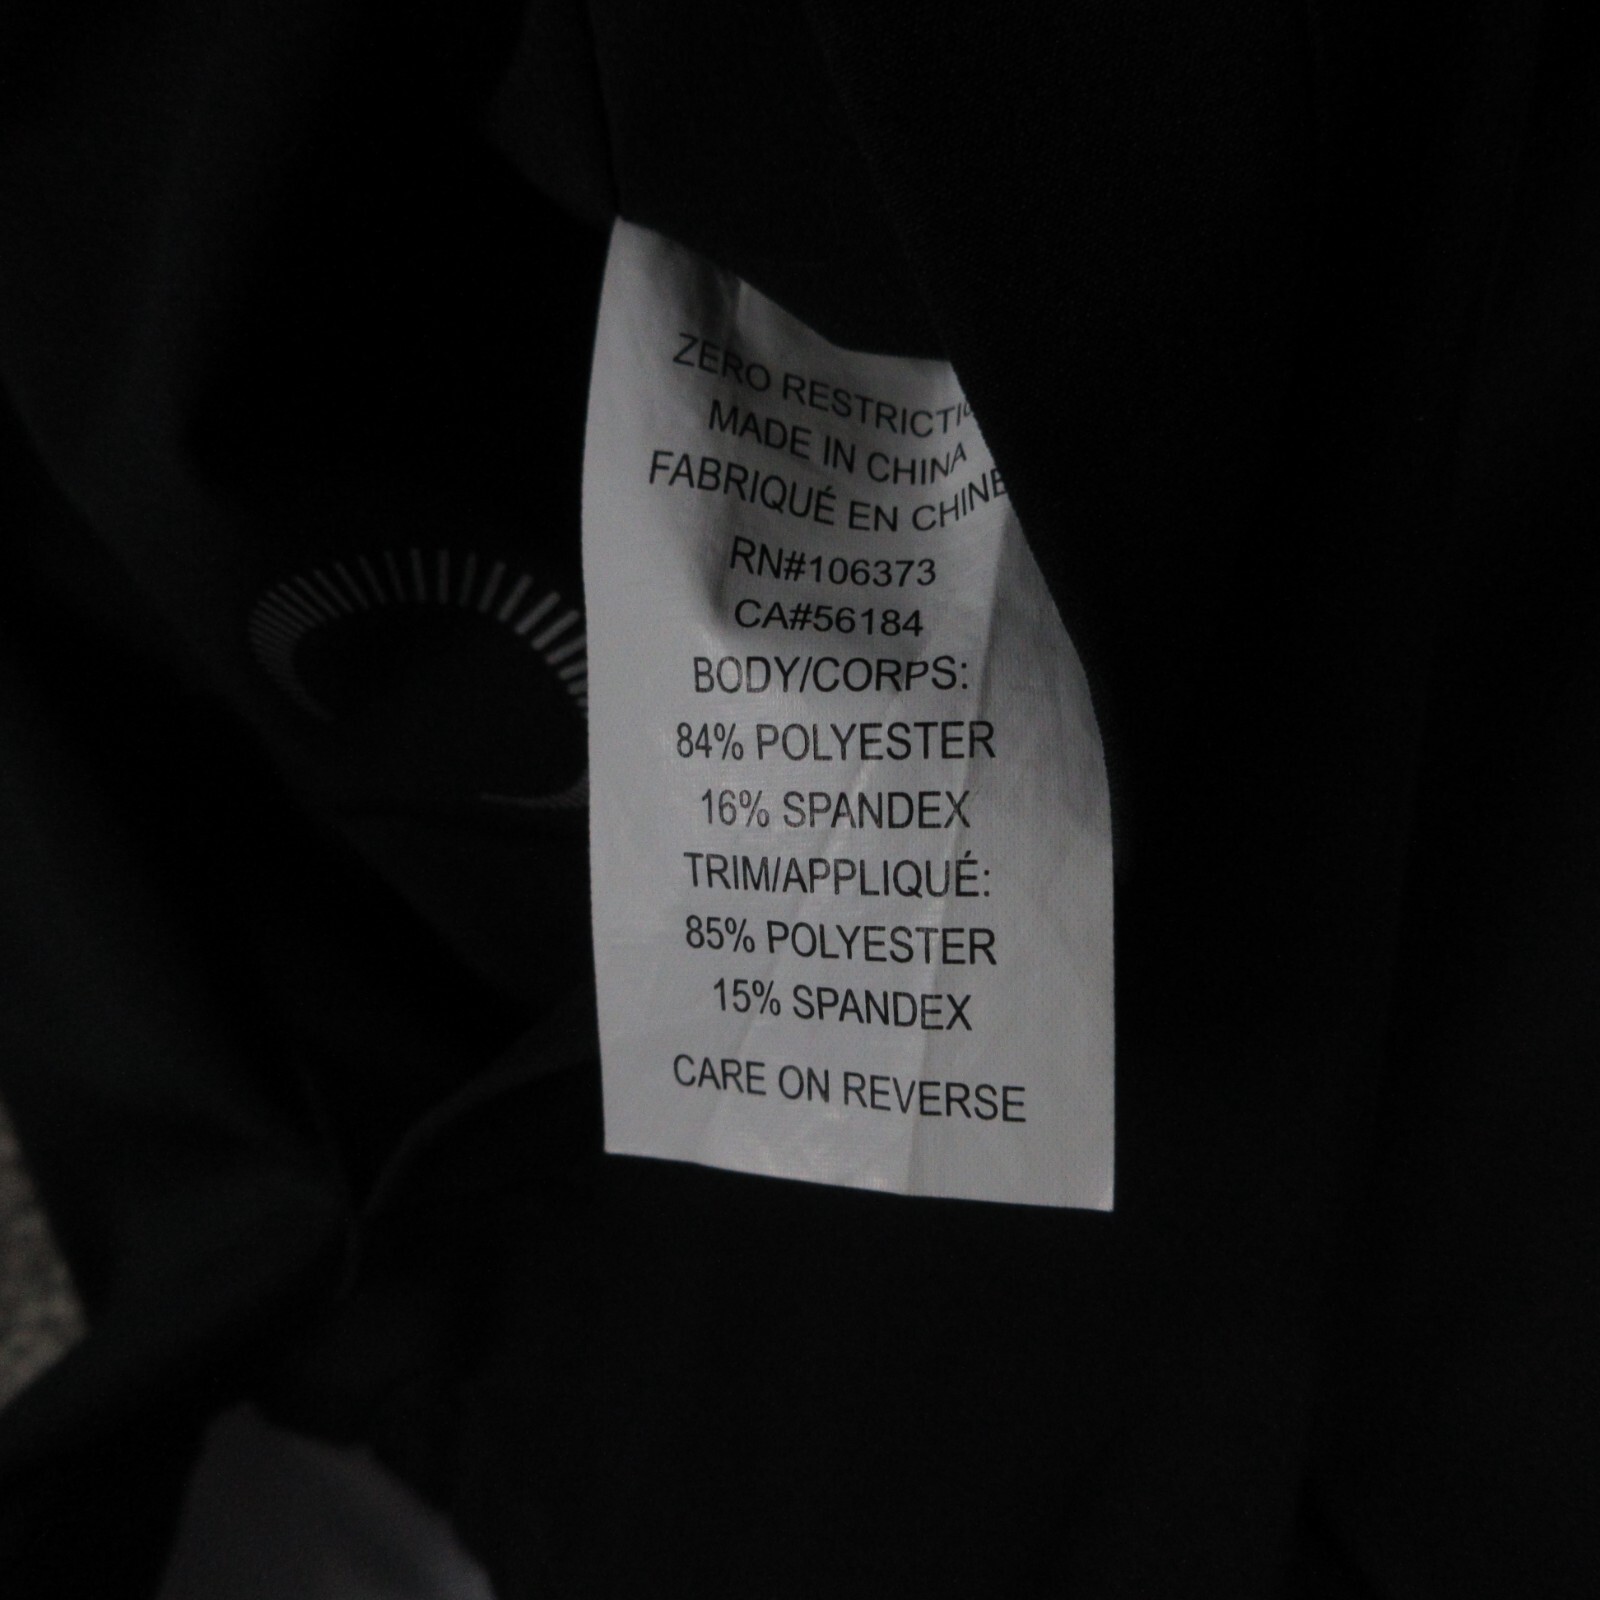 ZERO RESTRICTI
MADE IN CHINA
FABRIQUÉ EN CHINE
RN#106373
CA#56184
BODY/CORPS:
84% POLYESTER
16% SPANDEX
TRIM/APPLIQUÉ:
85% POLYESTER
15% SPANDEX
CARE ON REVERSE